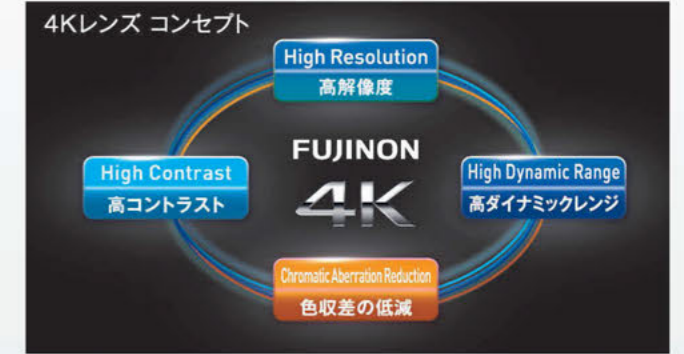 4Kレンズ コンセプト
High Resolution
高解像度
High Contrast
高コントラスト
FUJINON
4K
High Dynamic Range
高ダイナミックレンジ
Chromatic Aberration Reduction
色収差の低減